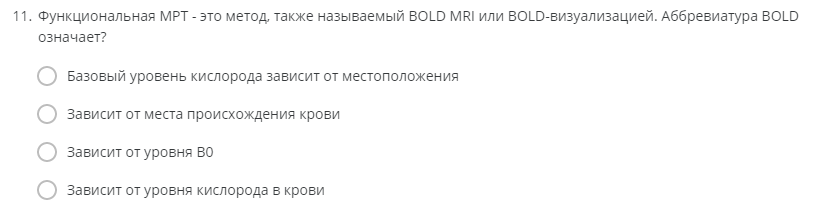 11. Функциональная МРТ - это метод, также называемый BOLD MRI или BOLD-визуализацией. Аббревиатура BOLD
означает?
Базовый уровень кислорода зависит от местоположения
Зависит от места происхождения крови
Зависит от уровня B0
Зависит от уровня кислорода в крови